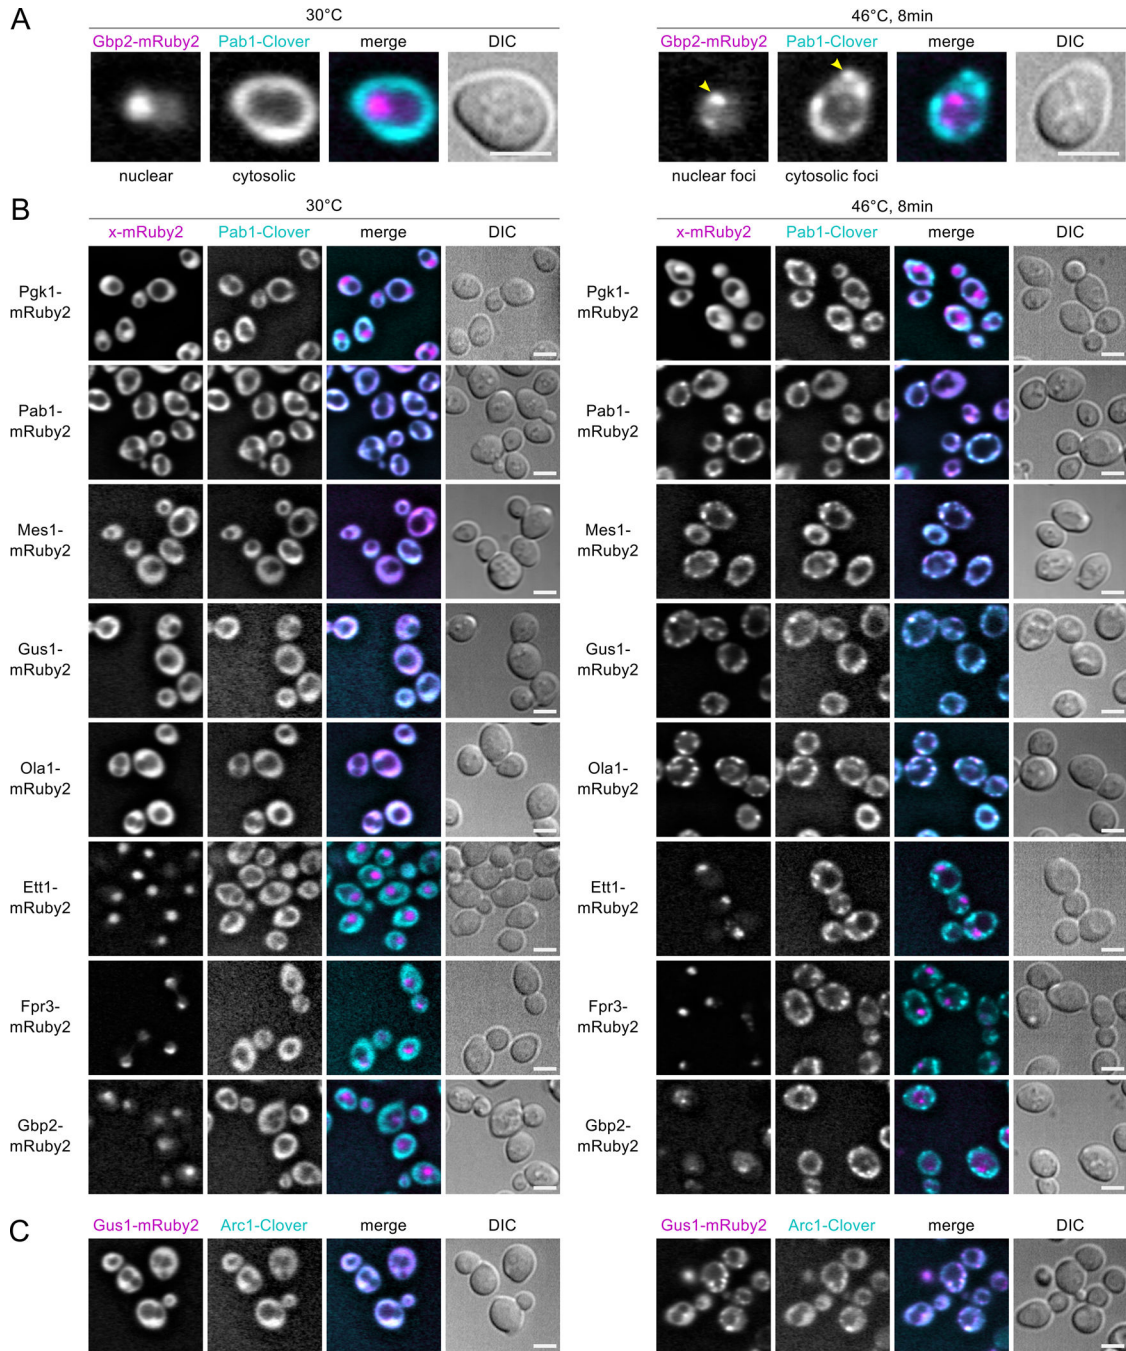 A
30°C
46°C, 8min
Gbp2-mRuby2 Pab1-Clover merge DIC
Gbp2-mRuby2 Pab1-Clover merge DIC
nuclear cytosolic
nuclear foci cytosolic foci
B
30°C
46°C, 8min
x-mRuby2 Pab1-Clover merge DIC
x-mRuby2 Pab1-Clover merge DIC
Pgk1-
mRuby2
Pgk1-
mRuby2
Pab1-
mRuby2
Pab1-
mRuby2
Mes1-
mRuby2
Mes1-
mRuby2
Gus1-
mRuby2
Gus1-
mRuby2
Ola1-
mRuby2
Ola1-
mRuby2
Ett1-
mRuby2
Ett1-
mRuby2
Fpr3-
mRuby2
Fpr3-
mRuby2
Gbp2-
mRuby2
Gbp2-
mRuby2
C
Gus1-mRuby2 Arc1-Clover merge DIC
Gus1-mRuby2 Arc1-Clover merge DIC